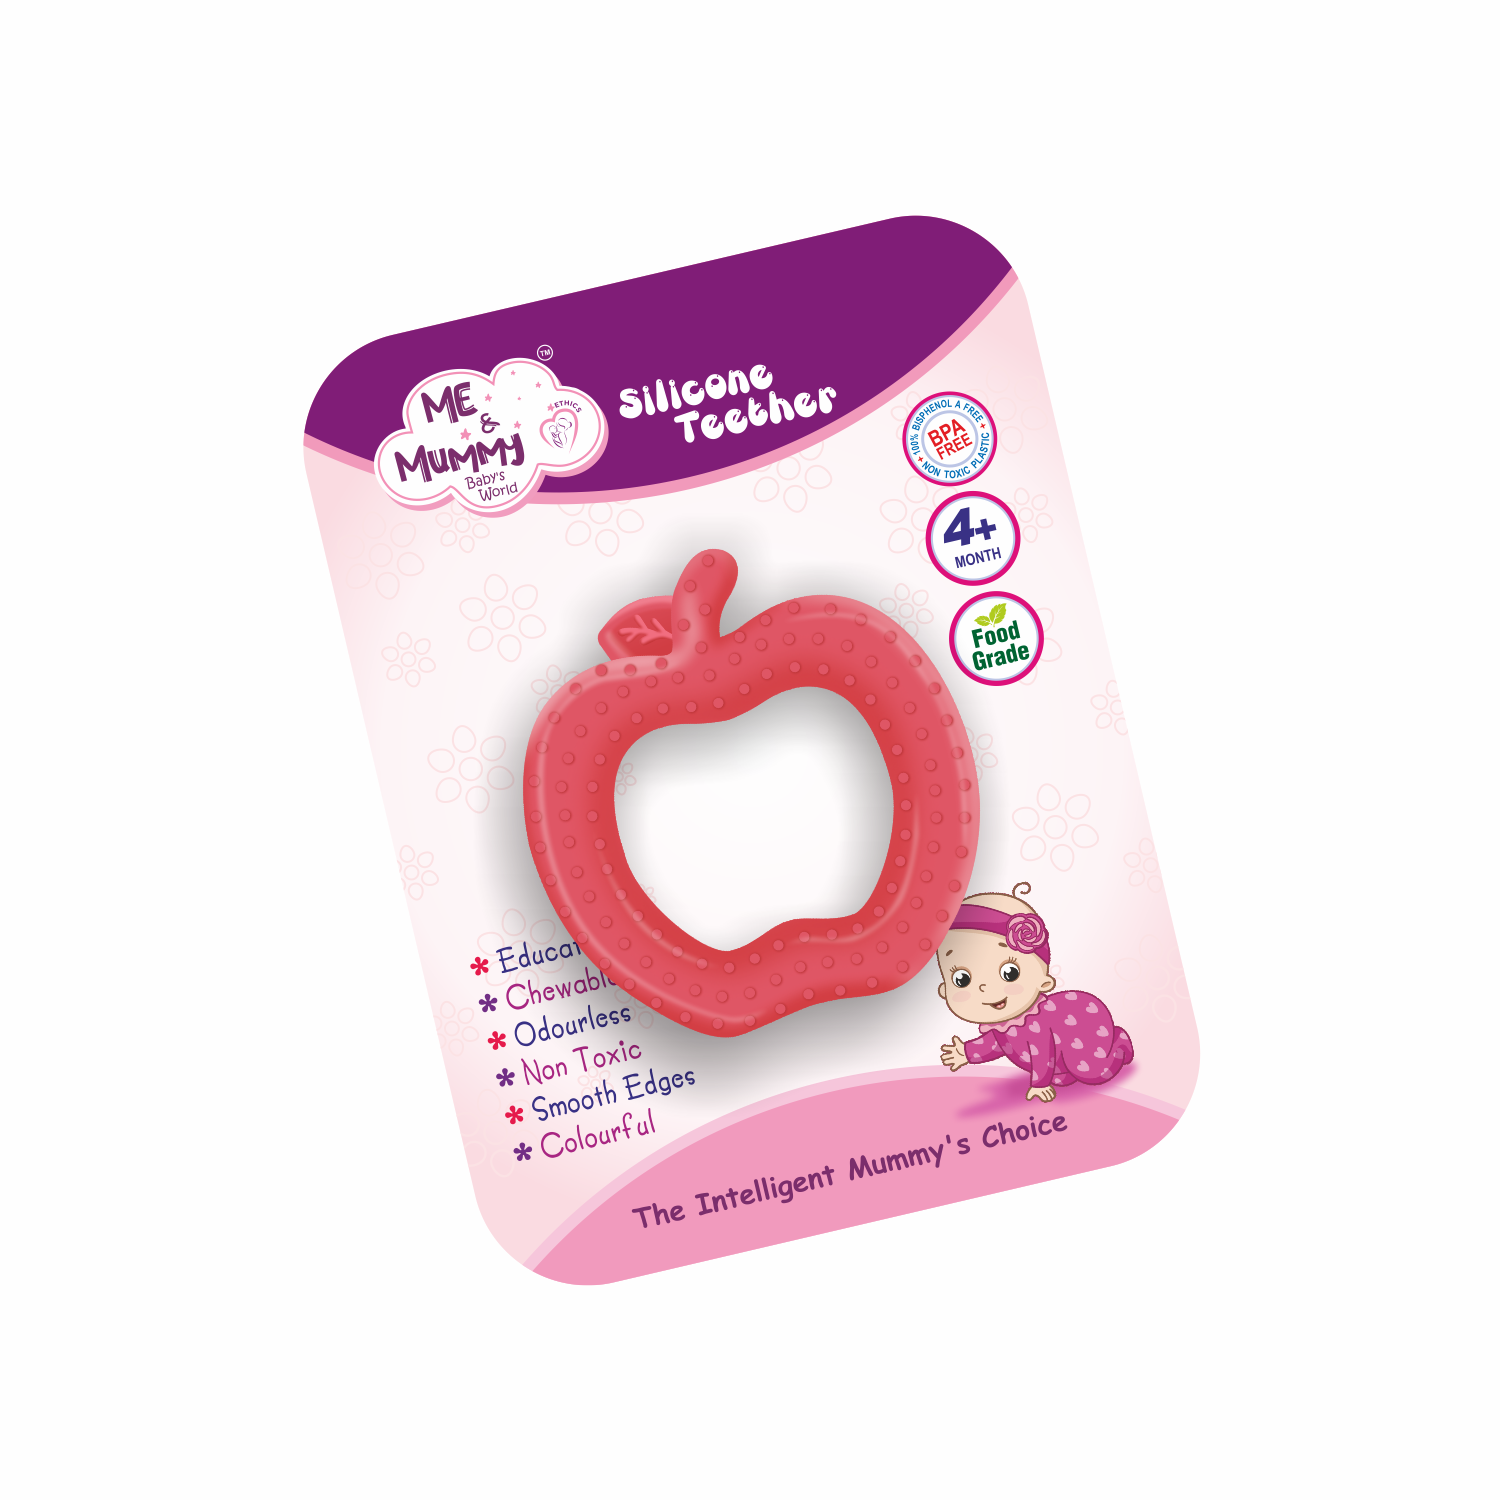 TM
ME
&
MUMMY
Baby's
World
ETHICS
Silicone
Teether
100% BISPHENOL A FREE
BPA
FREE
NON TOXIC PLASTIC
4+
MONTH
Food
Grade
Odourless
Non Toxic
Smooth Edges
Colourful
The Intelligent Mummy's Choice